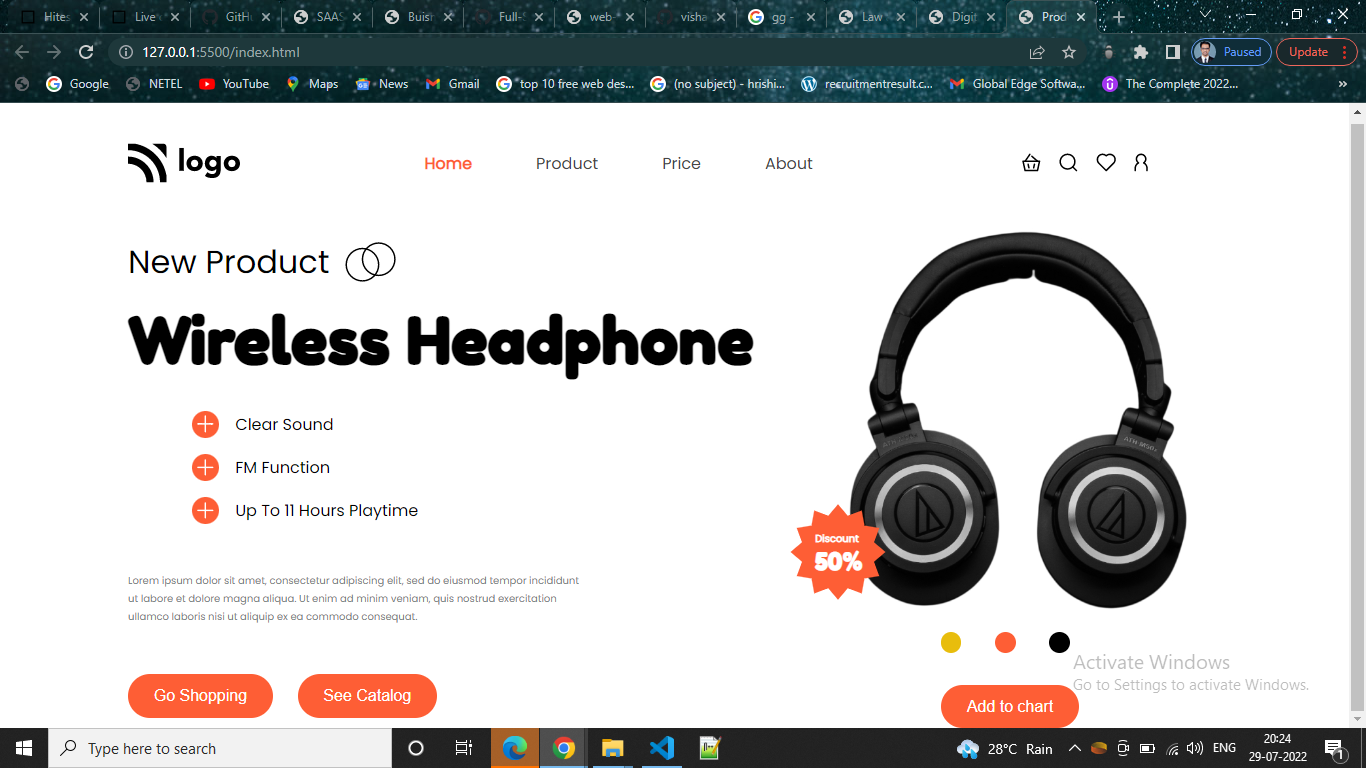 Hites
Live
GitH
SAAS
Buisn
Full-
web
visha
gg -
Law
Digit
Prod
127.0.0.1:5500/index.html
Paused
Update
Google
NETEL
YouTube
Maps
News
Gmail
top 10 free web des...
(no subject) - hrishi...
recruitmentresult.c...
Global Edge Softwa...
The Complete 2022...
»
logo
Home
Product
Price
About
New Product
Wireless Headphone
Clear Sound
FM Function
Up To 11 Hours Playtime
Discount
50%
Lorem ipsum dolor sit amet, consectetur adipiscing elit, sed do eiusmod tempor incididunt
ut labore et dolore magna aliqua. Ut enim ad minim veniam, quis nostrud exercitation
ullamco laboris nisi ut aliquip ex ea commodo consequat.
Go Shopping
See Catalog
Add to chart
Activate Windows
Go to Settings to activate Windows.
Type here to search
28°C Rain
ENG
20:24
29-07-2022
1